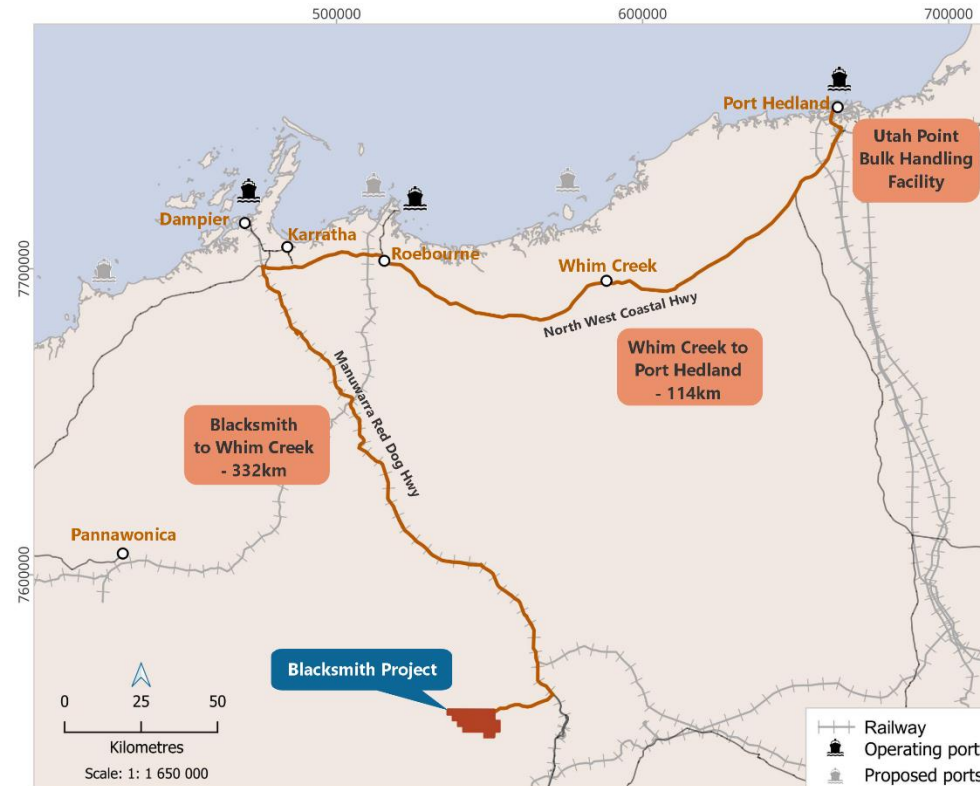 500000
600000
700000
Port Hedland
Utah Point
Bulk Handling
Facility
Dampier
Karratha
Roebourne
7700000
Whim Creek
North West Coastal Hwy
Whim Creek to
Port Hedland
- 114km
Manuwarra Red Dog Hwy
Blacksmith
to Whim Creek
- 332km
Pannawonica
7600000
Blacksmith Project
0
25
50
Kilometres
Scale: 1: 1 650 000
Railway
Operating port
Proposed ports